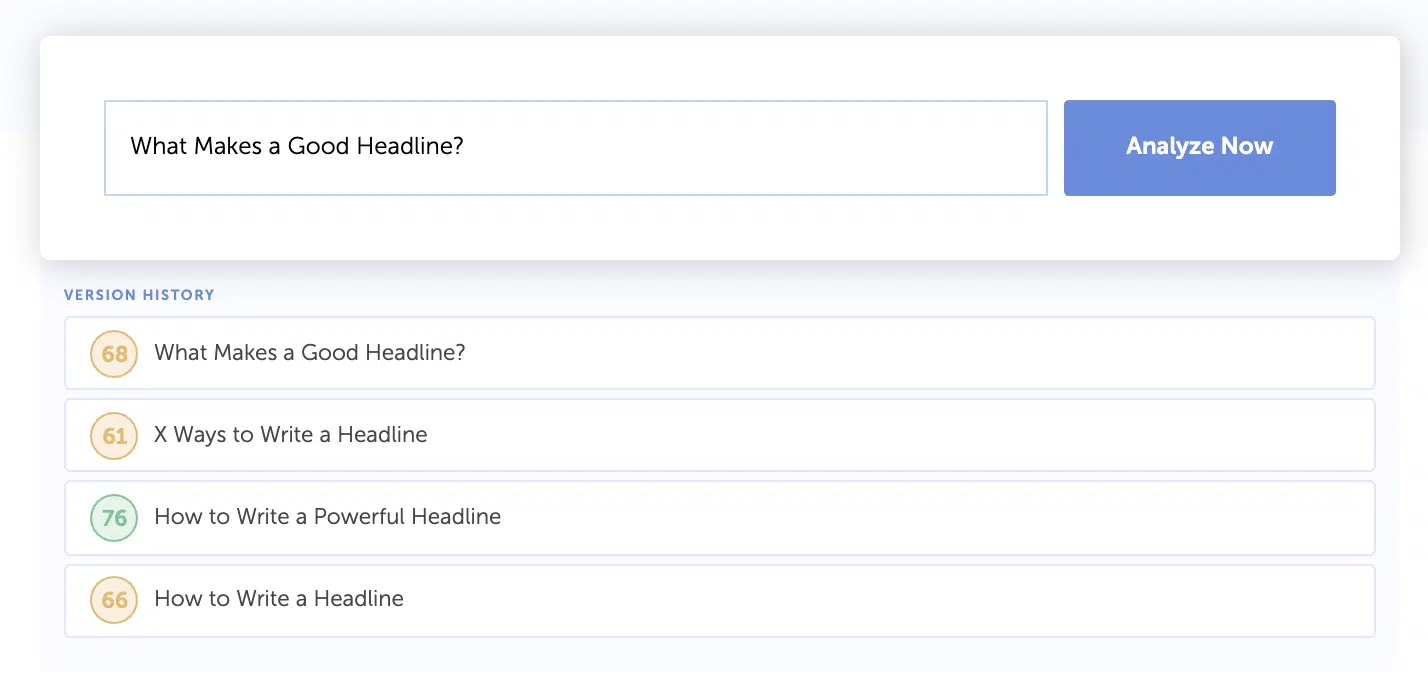 What Makes a Good Headline?
Analyze Now
VERSION HISTORY
68 What Makes a Good Headline?
61 X Ways to Write a Headline
76 How to Write a Powerful Headline
66 How to Write a Headline